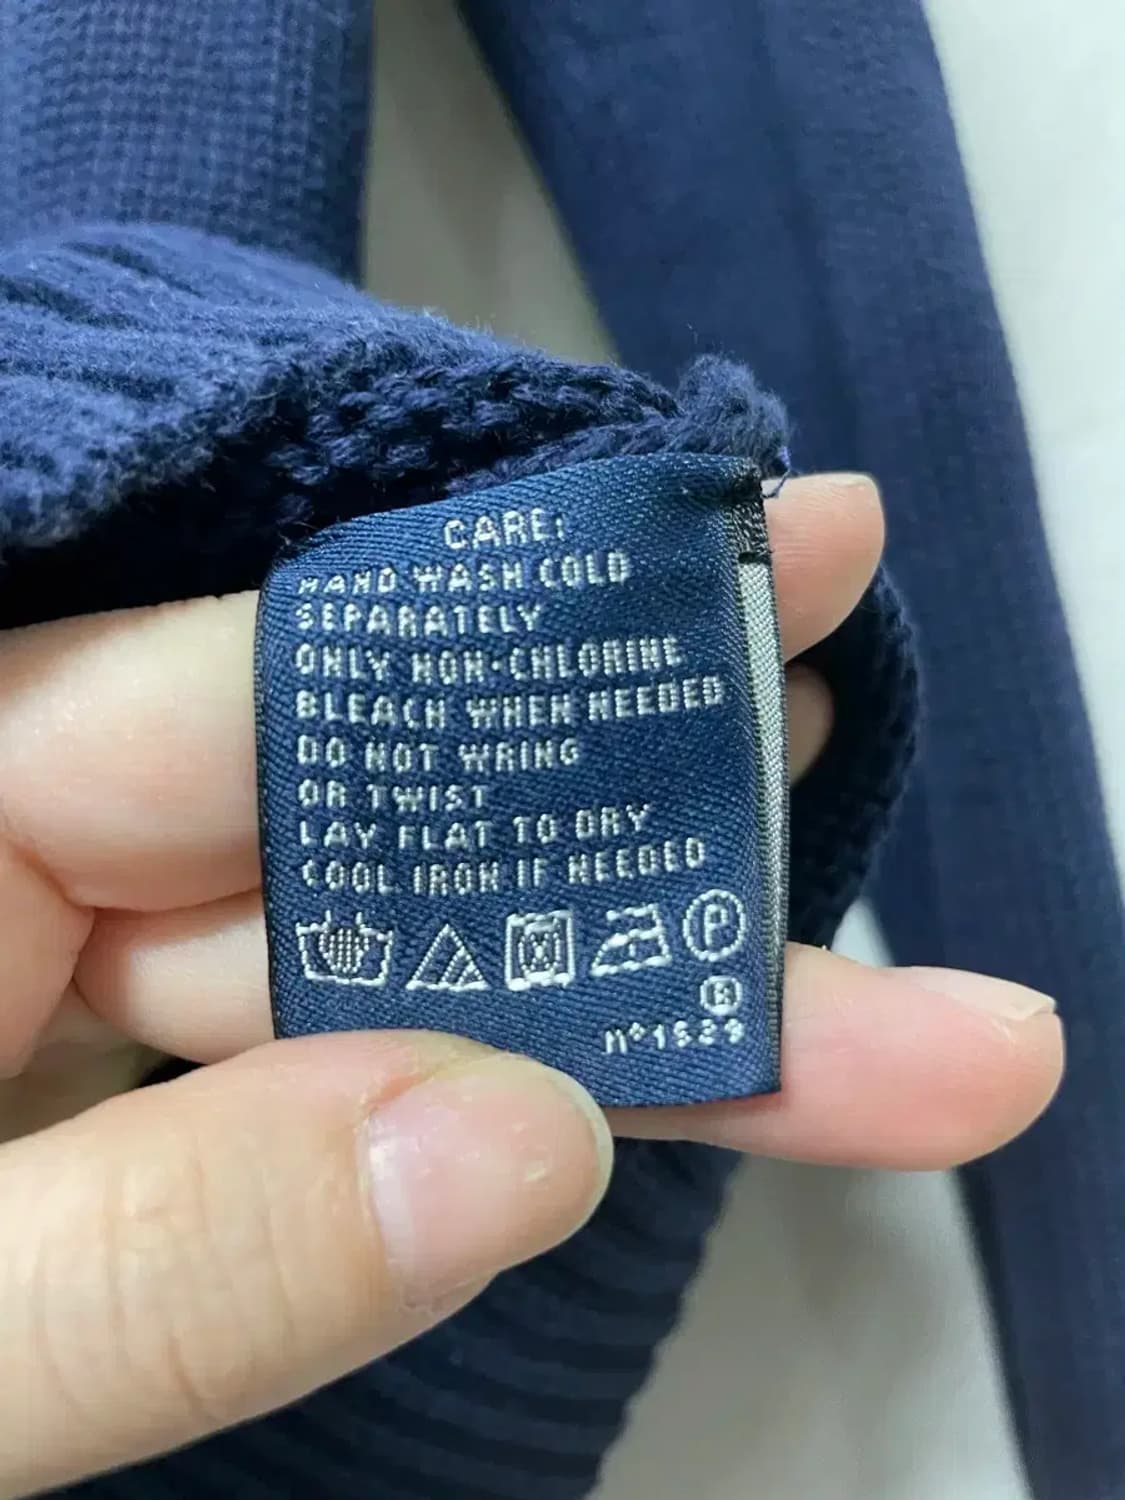 CARE:
HAND WASH COLD
SEPARATELY
ONLY NON-CHLORINE
BLEACH WHEN NEEDED
DO NOT WRING
OR TWIST
LAY FLAT TO DRY
COOL IRON IF NEEDED
P
®